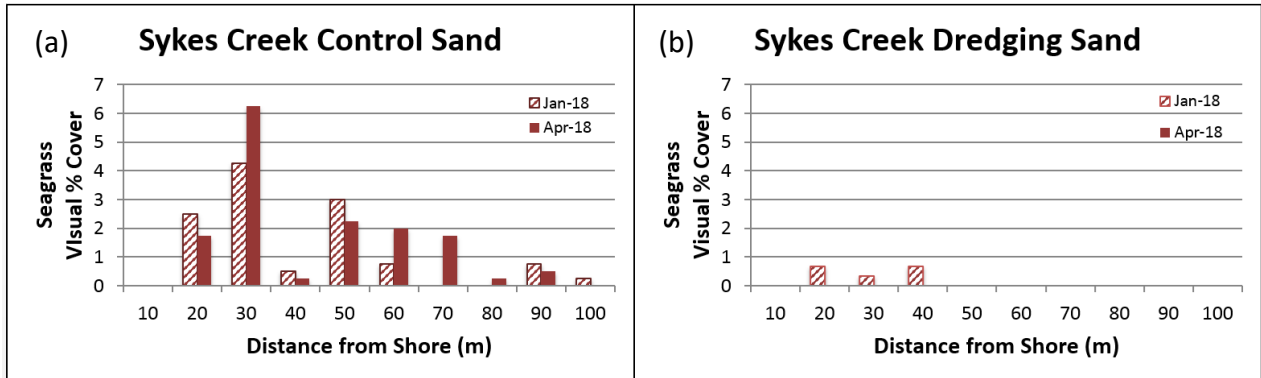 (a) Sykes Creek Control Sand
Seagrass
VIsual % Cover
7
6
5
4
3
2
1
0
Jan-18
Apr-18
10 20 30 40 50 60 70 80 90 100
Distance from Shore (m)
(b) Sykes Creek Dredging Sand
Seagrass
Visual % Cover
7
6
5
4
3
2
1
0
Jan-18
Apr-18
10 20 30 40 50 60 70 80 90 100
Distance from Shore (m)